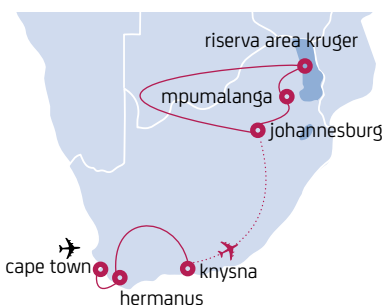 riserva area kruger
mpumalanga
johannesburg
cape town
knysna
hermanus